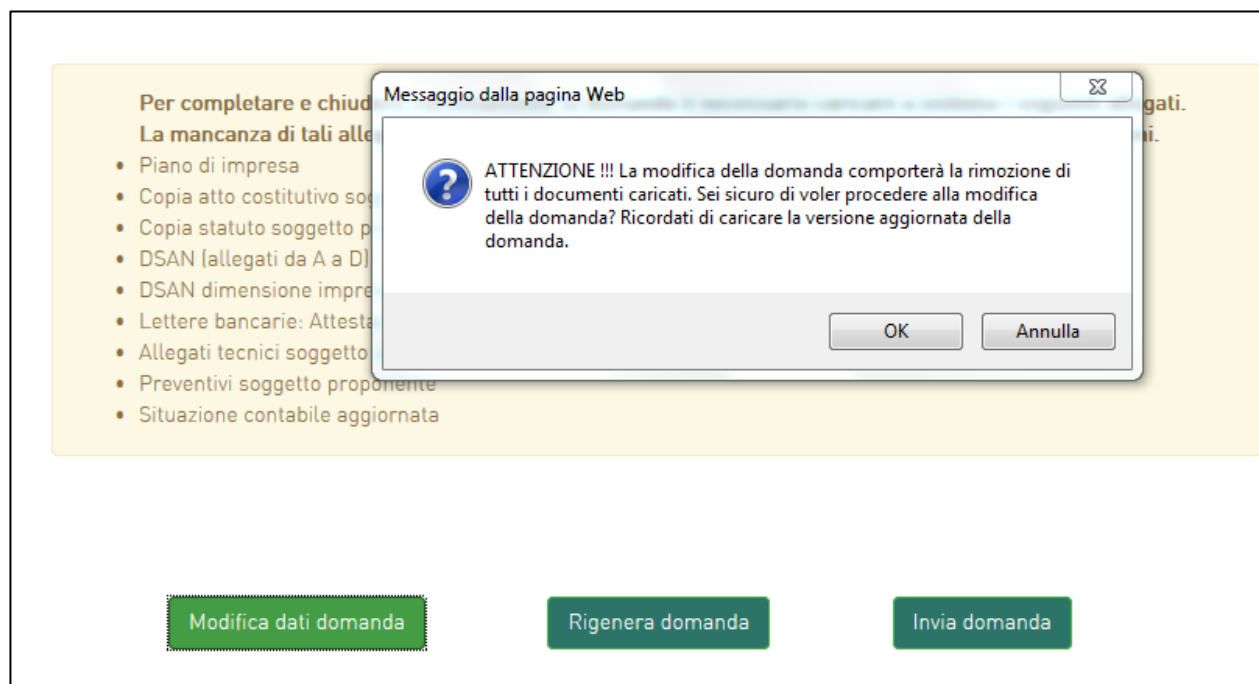 Per completare e chiud
gati.
La mancanza di tali alle
ni.
• Piano di impresa
• Copia atto costitutivo sog
• Copia statuto soggetto p
• DSAN (allegati da A a D)
• DSAN dimensione impre
• Lettere bancarie: Attesta
• Allegati tecnici soggetto
• Preventivi soggetto proponente
• Situazione contabile aggiornata
Messaggio dalla pagina Web
ATTENZIONE !!! La modifica della domanda comporterà la rimozione di
tutti i documenti caricati. Sei sicuro di voler procedere alla modifica
della domanda? Ricordati di caricare la versione aggiornata della
domanda.
OK
Annulla
Modifica dati domanda
Rigenera domanda
Invia domanda